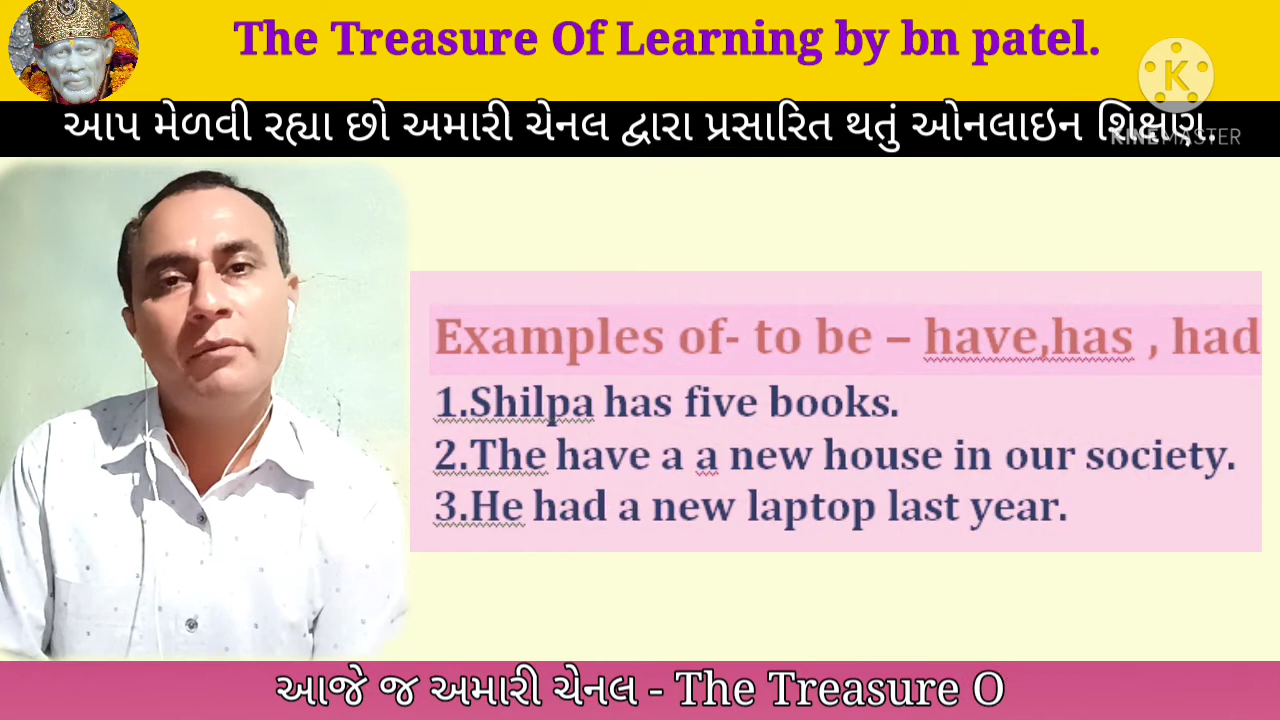 The Treasure Of Learning by bn patel.
આપ મેળવી રહ્યા છો અમારી ચેનલ દ્વારા પ્રસારિત થતું ઓનલાઇન શિક્ષણ.
K
KINEMASTER
Examples of- to be – have,has , had
1.Shilpa has five books.
2.The have a a new house in our society.
3.He had a new laptop last year.
આજે જ અમારી ચેનલ - The Treasure O